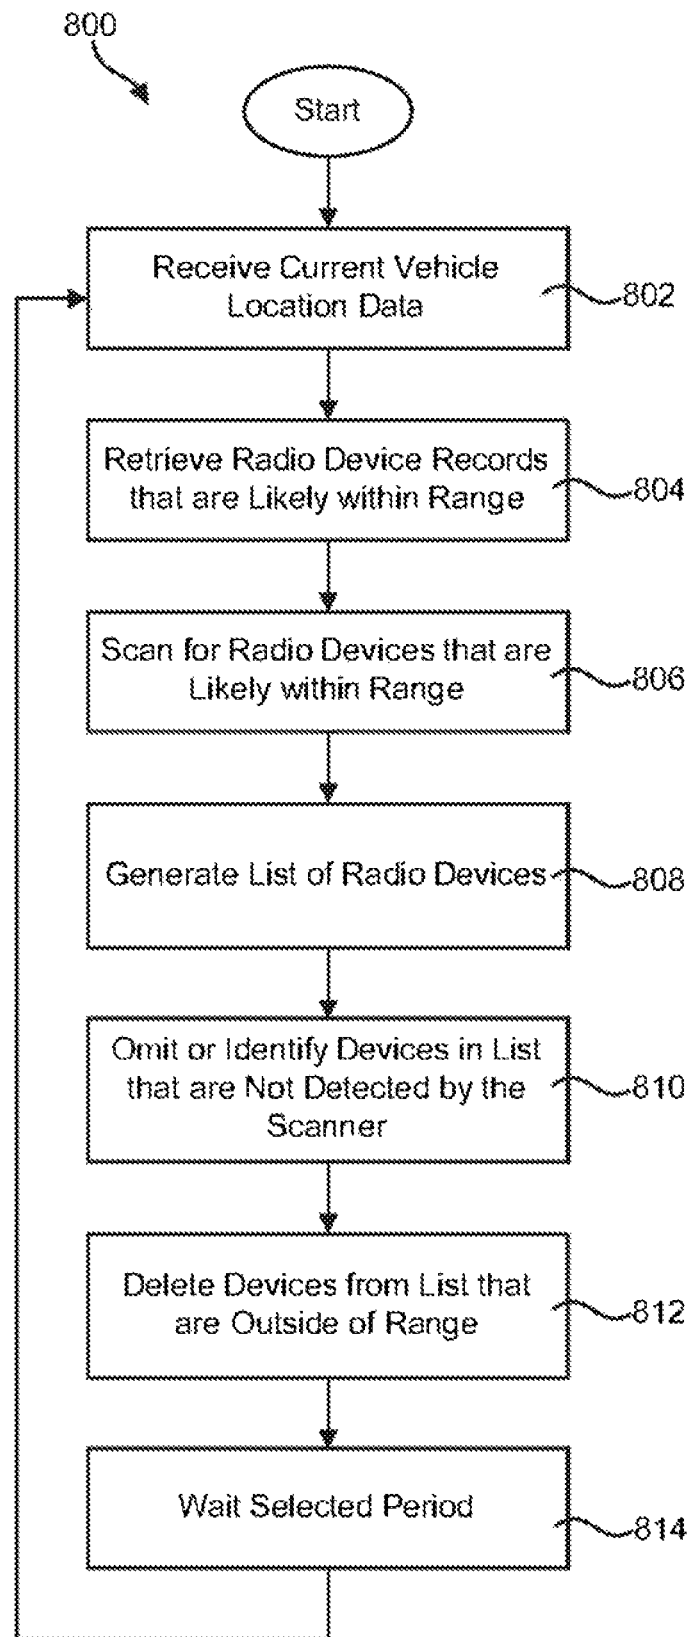 800
Start
Receive Current Vehicle
Location Data
802
Retrieve Radio Device Records
that are Likely within Range
804
Scan for Radio Devices that are
Likely within Range
806
Generate List of Radio Devices
808
Omit or Identify Devices in List
that are Not Detected by the
Scanner
810
Delete Devices from List that
are Outside of Range
812
Wait Selected Period
814